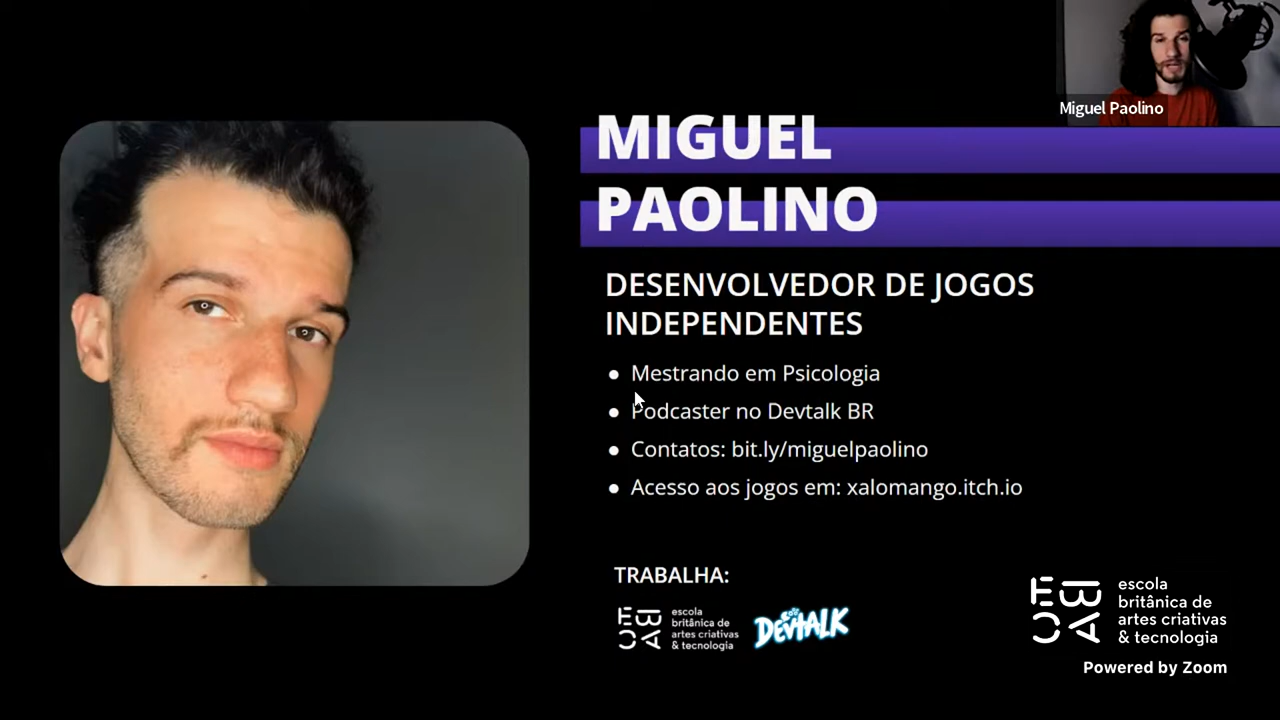 Miguel Paolino
MIGUEL
PAOLINO
DESENVOLVEDOR DE JOGOS
INDEPENDENTES
● Mestrando em Psicologia
● Podcaster no Devtalk BR
● Contatos: bit.ly/miguelpaolino
● Acesso aos jogos em: xalomango.itch.io
TRABALHA:
EBAC
escola
britânica de
artes criativas
& tecnologia
DEVTALK
EBAC
escola
britânica de
artes criativas
& tecnologia
Powered by Zoom